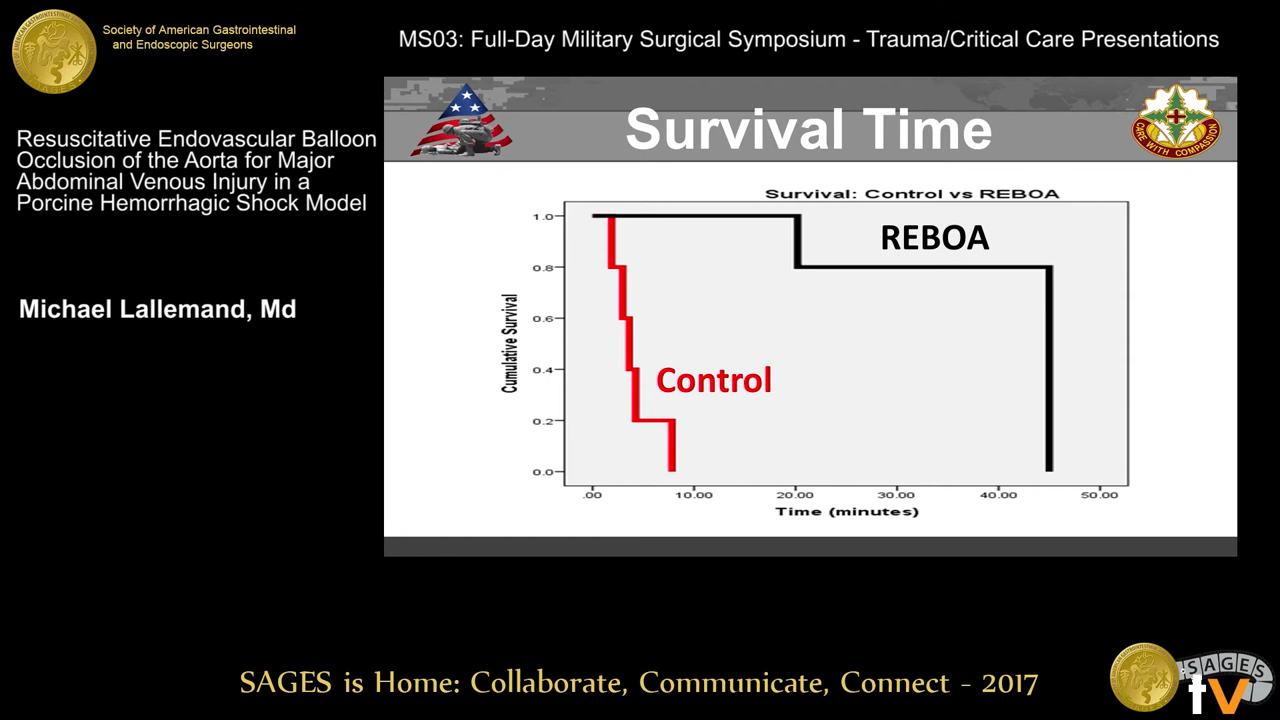 Society of American Gastrointestinal
and Endoscopic Surgeons
MS03: Full-Day Military Surgical Symposium - Trauma/Critical Care Presentations
Resuscitative Endovascular Balloon
Occlusion of the Aorta for Major
Abdominal Venous Injury in a
Porcine Hemorrhagic Shock Model
Michael Lallemand, Md
Survival Time
CARE WITH COMPASSION
Survival: Control vs REBOA
REBOA
Control
Cumulative Survival
1.0
0.8
0.6
0.4
0.2
0.0
.00 10.00 20.00 30.00 40.00 50.00
Time (minutes)
SAGES is Home: Collaborate, Communicate, Connect - 2017
SAGES
tv